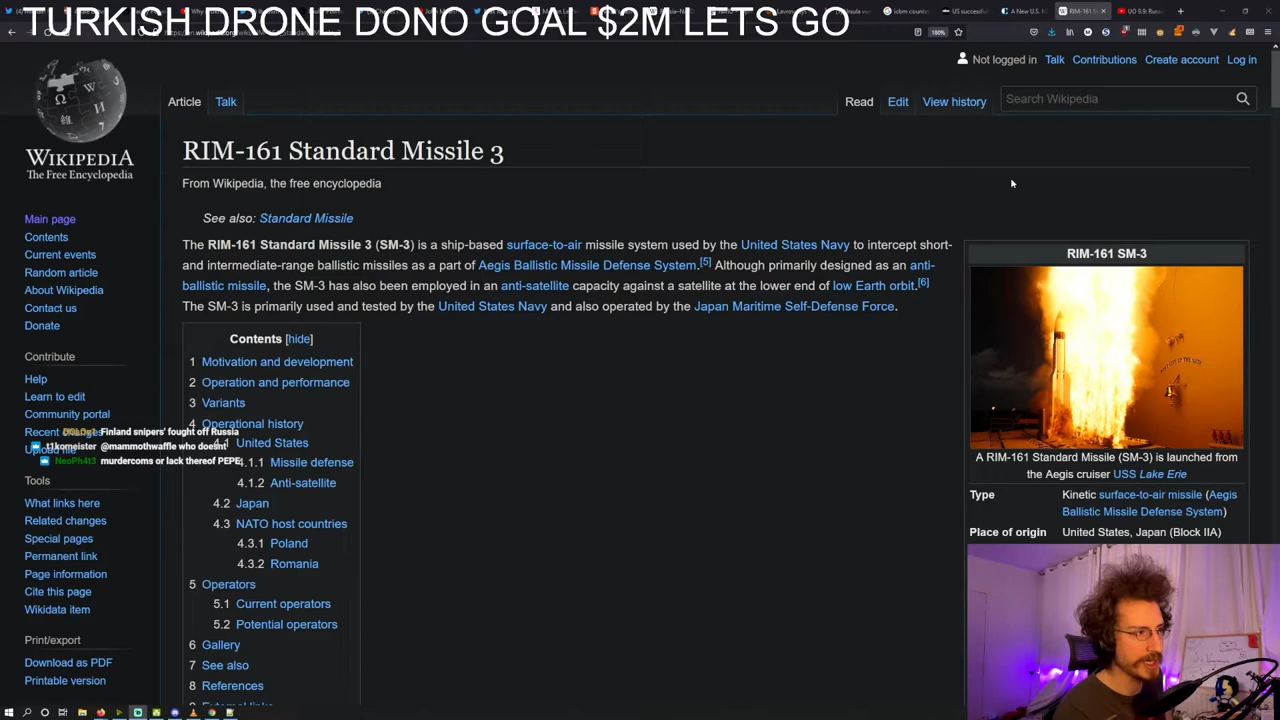 TURKISH DRONE DONO GOAL $2M LETS GO
180%
Not logged in Talk Contributions Create account Log in
Article Talk Read Edit View history Search Wikipedia
WIKIPEDIA
The Free Encyclopedia
Main page
Contents
Current events
Random article
About Wikipedia
Contact us
Donate
Contribute
Help
Learn to edit
Community portal
Recent changes
Upload file
Finland snipers' fought off Russia
t1komeister @mammothwaffle who doesnt
NeoPh4t3 murdercoms or lack thereof PEPE
Tools
What links here
Related changes
Special pages
Permanent link
Page information
Cite this page
Wikidata item
Print/export
Download as PDF
Printable version
RIM-161 Standard Missile 3
From Wikipedia, the free encyclopedia
See also: Standard Missile
The RIM-161 Standard Missile 3 (SM-3) is a ship-based surface-to-air missile system used by the United States Navy to intercept short-
and intermediate-range ballistic missiles as a part of Aegis Ballistic Missile Defense System.[5] Although primarily designed as an anti-
ballistic missile, the SM-3 has also been employed in an anti-satellite capacity against a satellite at the lower end of low Earth orbit.[6]
The SM-3 is primarily used and tested by the United States Navy and also operated by the Japan Maritime Self-Defense Force.
Contents [hide]
1 Motivation and development
2 Operation and performance
3 Variants
4 Operational history
4.1 United States
4.1.1 Missile defense
4.1.2 Anti-satellite
4.2 Japan
4.3 NATO host countries
4.3.1 Poland
4.3.2 Romania
5 Operators
5.1 Current operators
5.2 Potential operators
6 Gallery
7 See also
8 References
RIM-161 SM-3
A RIM-161 Standard Missile (SM-3) is launched from
the Aegis cruiser USS Lake Erie
Type Kinetic surface-to-air missile (Aegis
Ballistic Missile Defense System)
Place of origin United States, Japan (Block IIA)